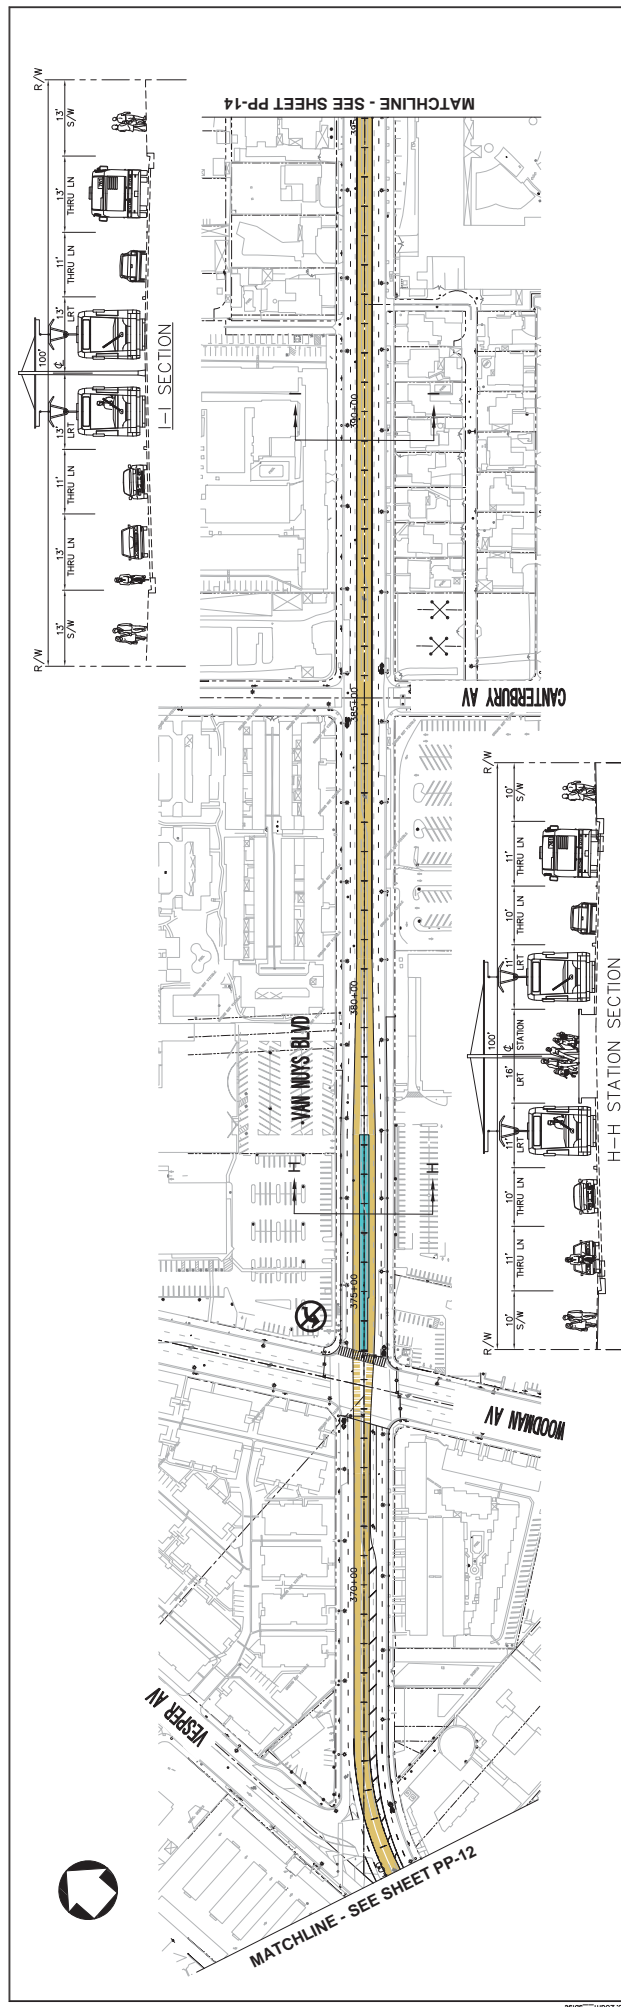 MATCHLINE - SEE SHEET PP-14
R/W
13'
S/W
13'
THRU LN
11'
THRU LN
13'
LRT
100'
℄
13'
LRT
11'
THRU LN
13'
THRU LN
13'
S/W
R/W
I-I SECTION
395
390+00
I
I
385+00
CANTERBURY AV
380+00
VAN NUYS BLVD
H
H
375+00
WOODMAN AV
370+00
VESPER AV
MATCHLINE - SEE SHEET PP-12
R/W
10'
S/W
11'
THRU LN
10'
THRU LN
11'
LRT
100'
℄
STATION
16'
LRT
11'
LRT
10'
THRU LN
11'
THRU LN
10'
S/W
R/W
H-H STATION SECTION